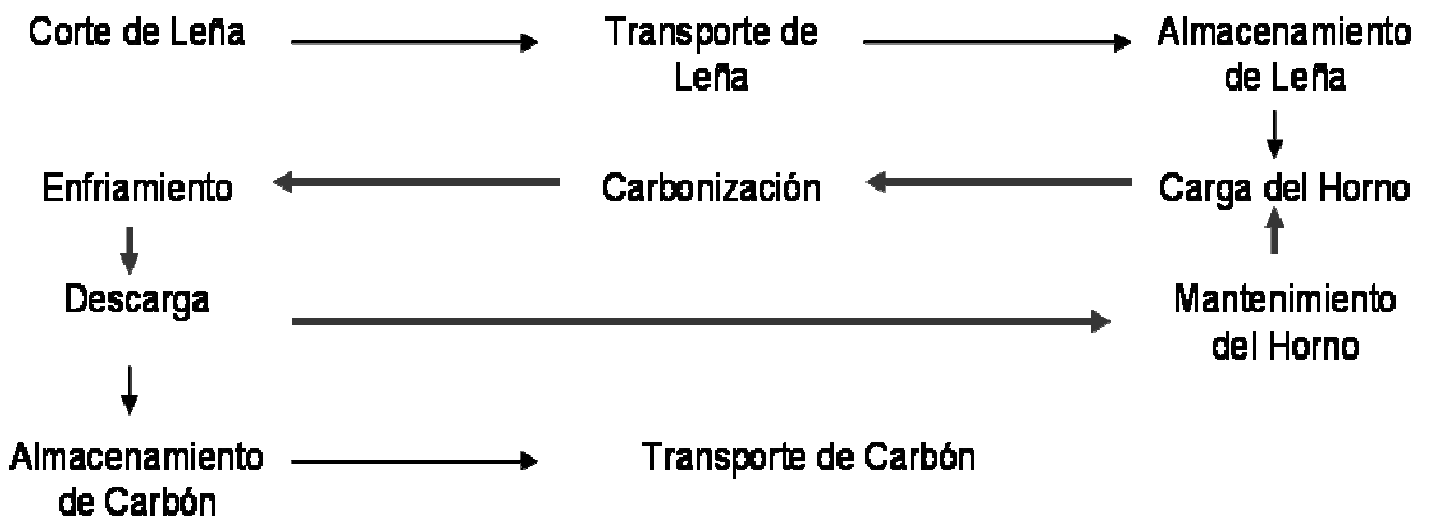 Corte de Leña
Transporte de
Leña
Almacenamiento
de Leña
Enfriamiento
Carbonización
Carga del Horno
Descarga
Mantenimiento
del Horno
Almacenamiento
de Carbón
Transporte de Carbón